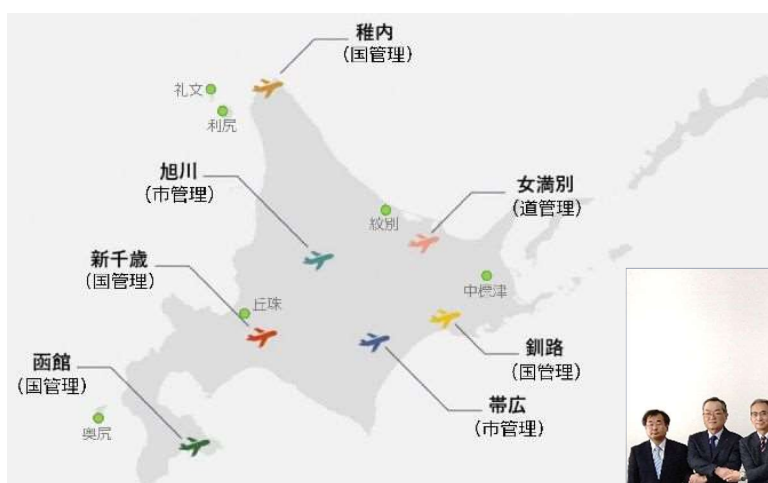 稚内
(国管理)
礼文
利尻
旭川
(市管理)
女満別
(道管理)
紋別
新千歳
(国管理)
丘珠
中標津
釧路
(国管理)
函館
(国管理)
帯広
(市管理)
奥尻